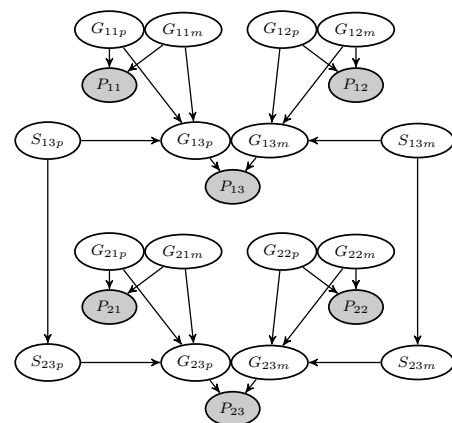 G11p G11m G12p G12m
P11 P12
S13p G13p G13m S13m
P13
G21p G21m G22p G22m
P21 P22
S23p G23p G23m S23m
P23